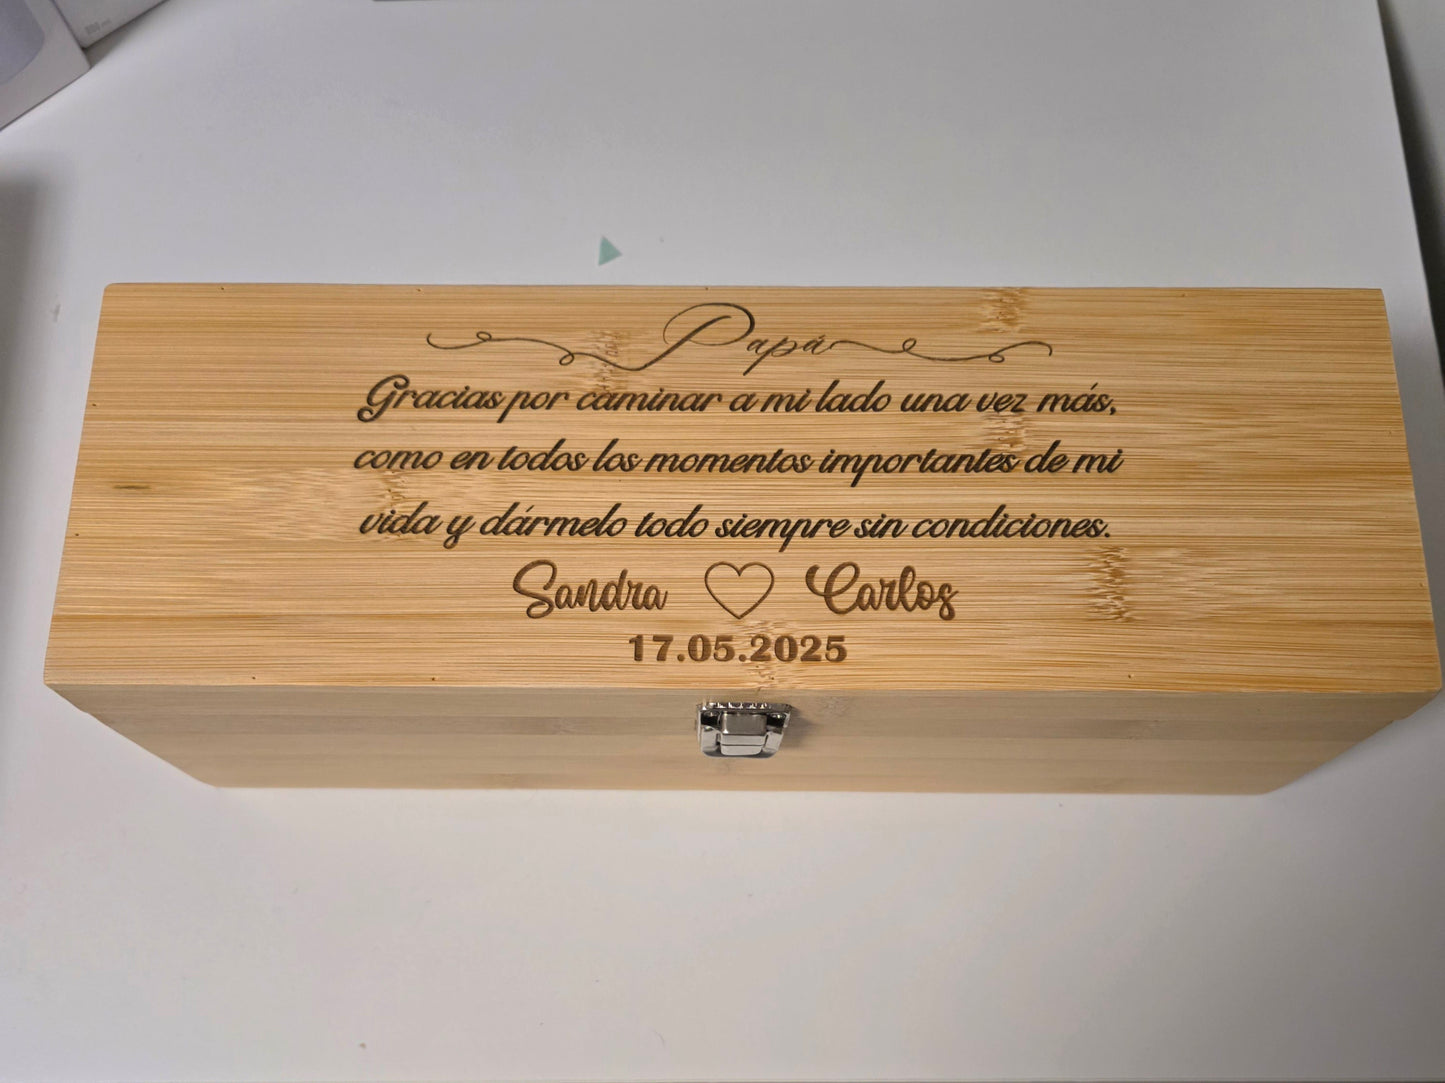 Papá
Gracias por caminar a mi lado una vez más,
como en todos los momentos importantes de mi
vida y dármelo todo siempre sin condiciones.
Sandra Carlos
17.05.2025